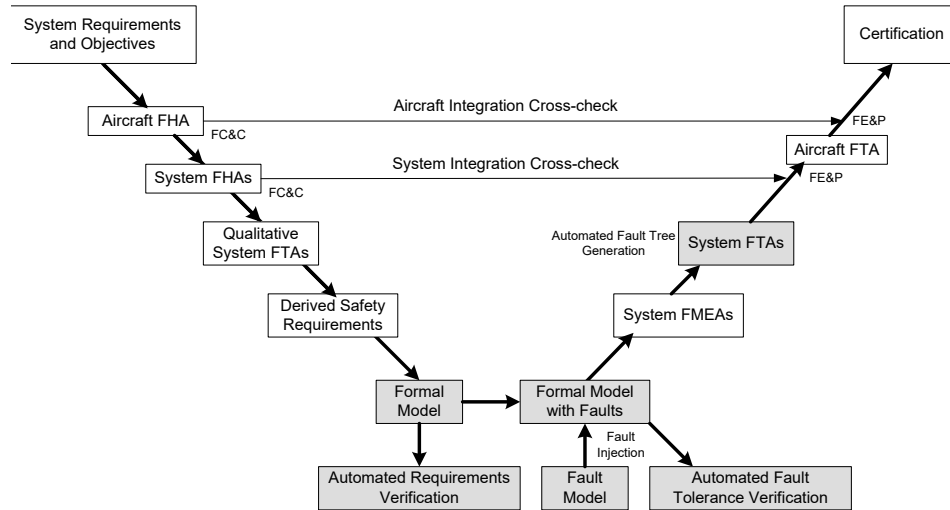 System Requirements
and Objectives
Certification
Aircraft Integration Cross-check
Aircraft FHA
FC&C
FE&P
Aircraft FTA
System Integration Cross-check
System FHAs
FC&C
FE&P
Qualitative
System FTAs
Automated Fault Tree
Generation
System FTAs
Derived Safety
Requirements
System FMEAs
Formal
Model
Formal Model
with Faults
Fault
Injection
Automated Requirements
Verification
Fault
Model
Automated Fault
Tolerance Verification